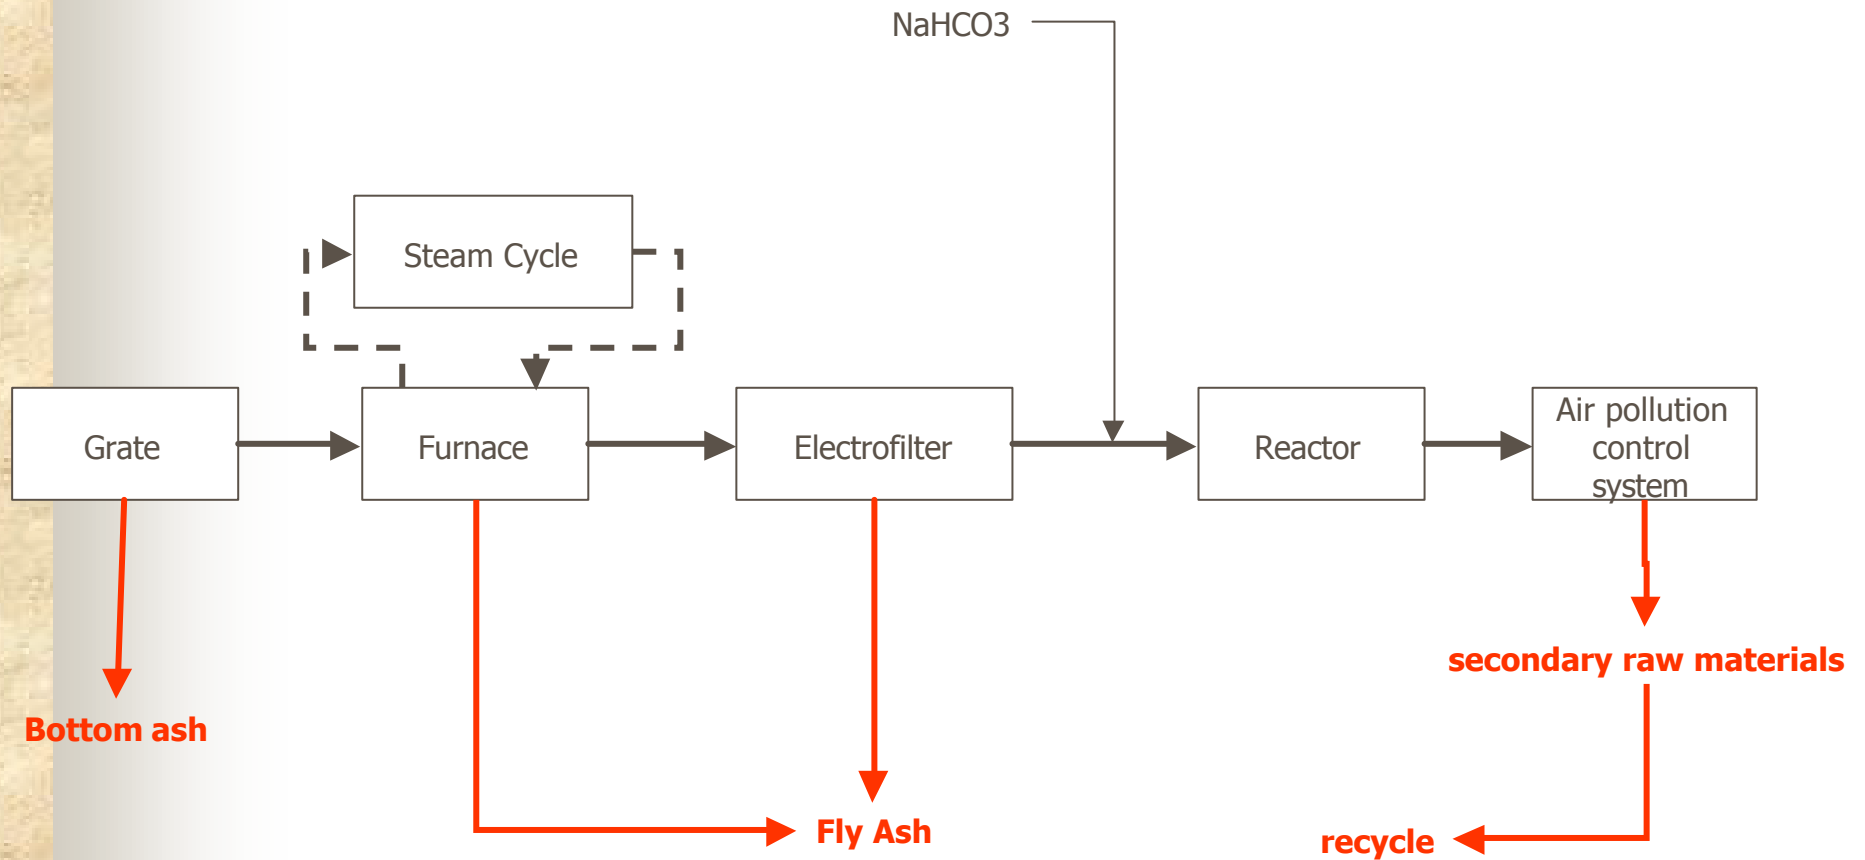 NaHCO3
Steam Cycle
Grate
Furnace
Electrofilter
Reactor
Air pollution
control
system
secondary raw materials
Bottom ash
Fly Ash
recycle